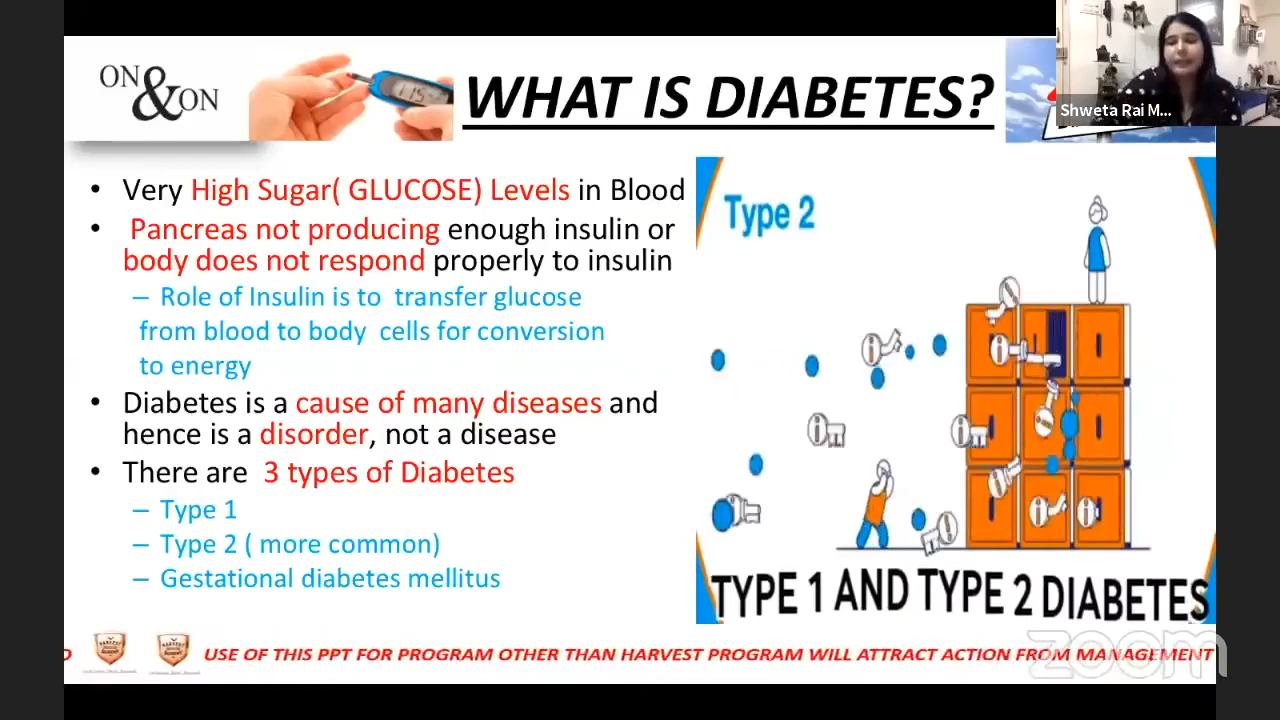 ON
&
ON
115
WHAT IS DIABETES?
Shweta Rai M...
• Very High Sugar( GLUCOSE) Levels in Blood
• Pancreas not producing enough insulin or
body does not respond properly to insulin
– Role of Insulin is to transfer glucose
from blood to body cells for conversion
to energy
• Diabetes is a cause of many diseases and
hence is a disorder, not a disease
• There are 3 types of Diabetes
– Type 1
– Type 2 ( more common)
– Gestational diabetes mellitus
Type 2
TYPE 1 AND TYPE 2 DIABETES
USE OF THIS PPT FOR PROGRAM OTHER THAN HARVEST PROGRAM WILL ATTRACT ACTION FROM MANAGEMENT
zoom